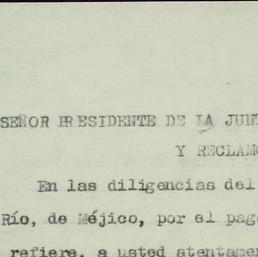 SEÑOR PRESIDENTE DE LA JUN
Y RECLAM
En las diligencias del
Río, de Méjico, por el pag
refiere, a usted atentame